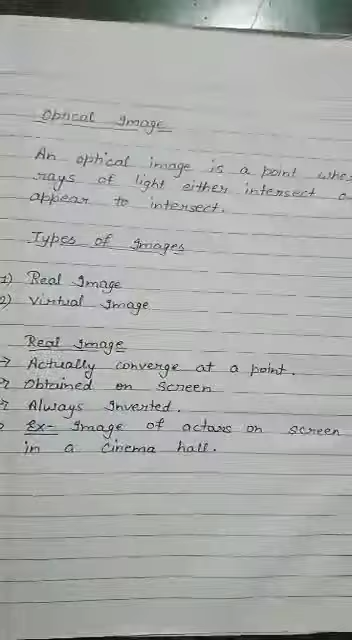 Optical Image
An optical image is a point
rays of light either intersect
appear to intersect.
Types of Images
1) Real Image
2) Virtual Image
Real Image
→ Actually converge at a point.
→ Obtained on screen
→ Always Inverted.
→ Ex- Image of actors on screen
in a cinema hall.